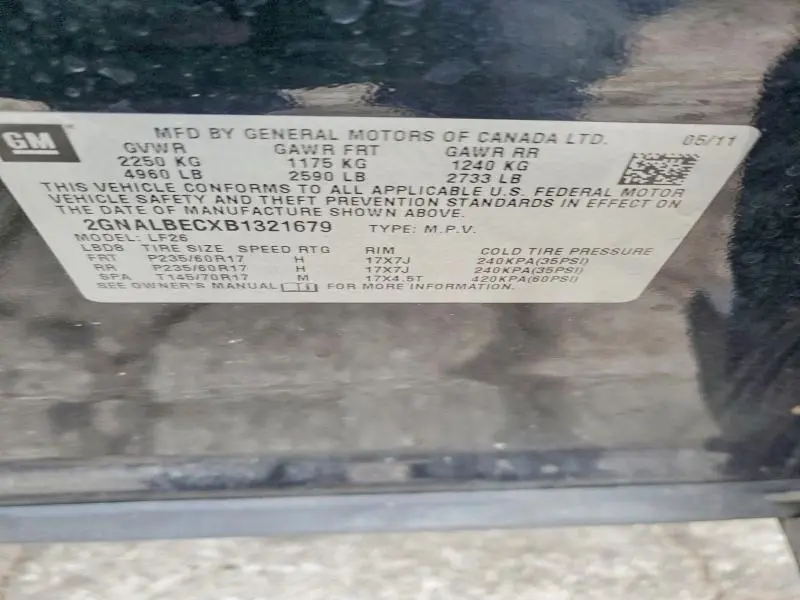 GM
MFD BY GENERAL MOTORS OF CANADA LTD. 05/11
GVWR GAWR FRT GAWR RR
2250 KG 1175 KG 1240 KG
4960 LB 2590 LB 2733 LB
THIS VEHICLE CONFORMS TO ALL APPLICABLE U.S. FEDERAL MOTOR
VEHICLE SAFETY AND THEFT PREVENTION STANDARDS IN EFFECT ON
THE DATE OF MANUFACTURE SHOWN ABOVE.
2GNALBECXB1321679 TYPE: M.P.V.
MODEL: LF26
LBDB TIRE SIZE SPEED RTG RIM COLD TIRE PRESSURE
FRT P235/60R17 H 17X7J 240KPA(35PSI)
RR P235/60R17 H 17X7J 240KPA(35PSI)
SPA T145/70R17 M 17X4.5T 420KPA(60PSI)
SEE OWNER'S MANUAL FOR MORE INFORMATION.